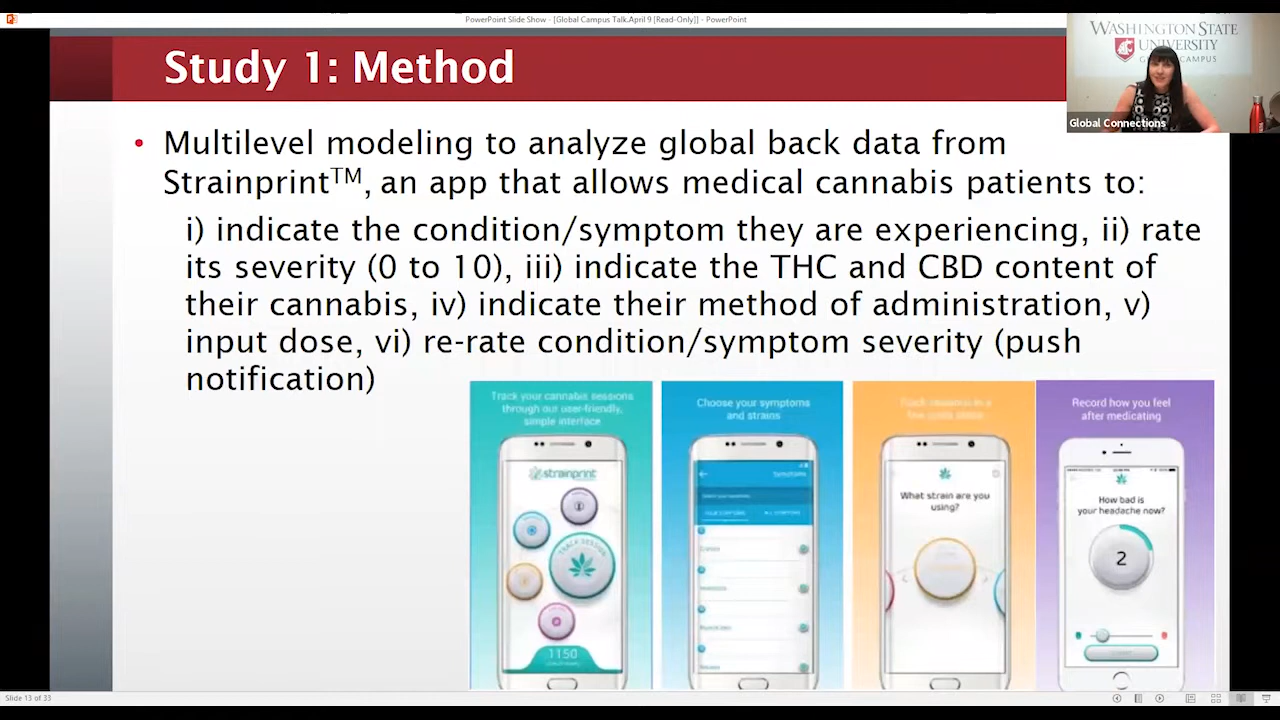 PowerPoint Slide Show - [Global Campus Talk.April 9 [Read-Only]] - PowerPoint
WASHINGTON STATE
UNIVERSITY
Global Connections
Study 1: Method
• Multilevel modeling to analyze global back data from
Strainprint™, an app that allows medical cannabis patients to:
i) indicate the condition/symptom they are experiencing, ii) rate
its severity (0 to 10), iii) indicate the THC and CBD content of
their cannabis, iv) indicate their method of administration, v)
input dose, vi) re-rate condition/symptom severity (push
notification)
Track your cannabis sessions
through our user-friendly,
simple interface
strainprint
TRACK SESSION
1150
Choose your symptoms
and strains
Symptoms
What strain are you
using?
Record how you feel
after medicating
How bad is
your headache now?
2
Slide 13 of 33